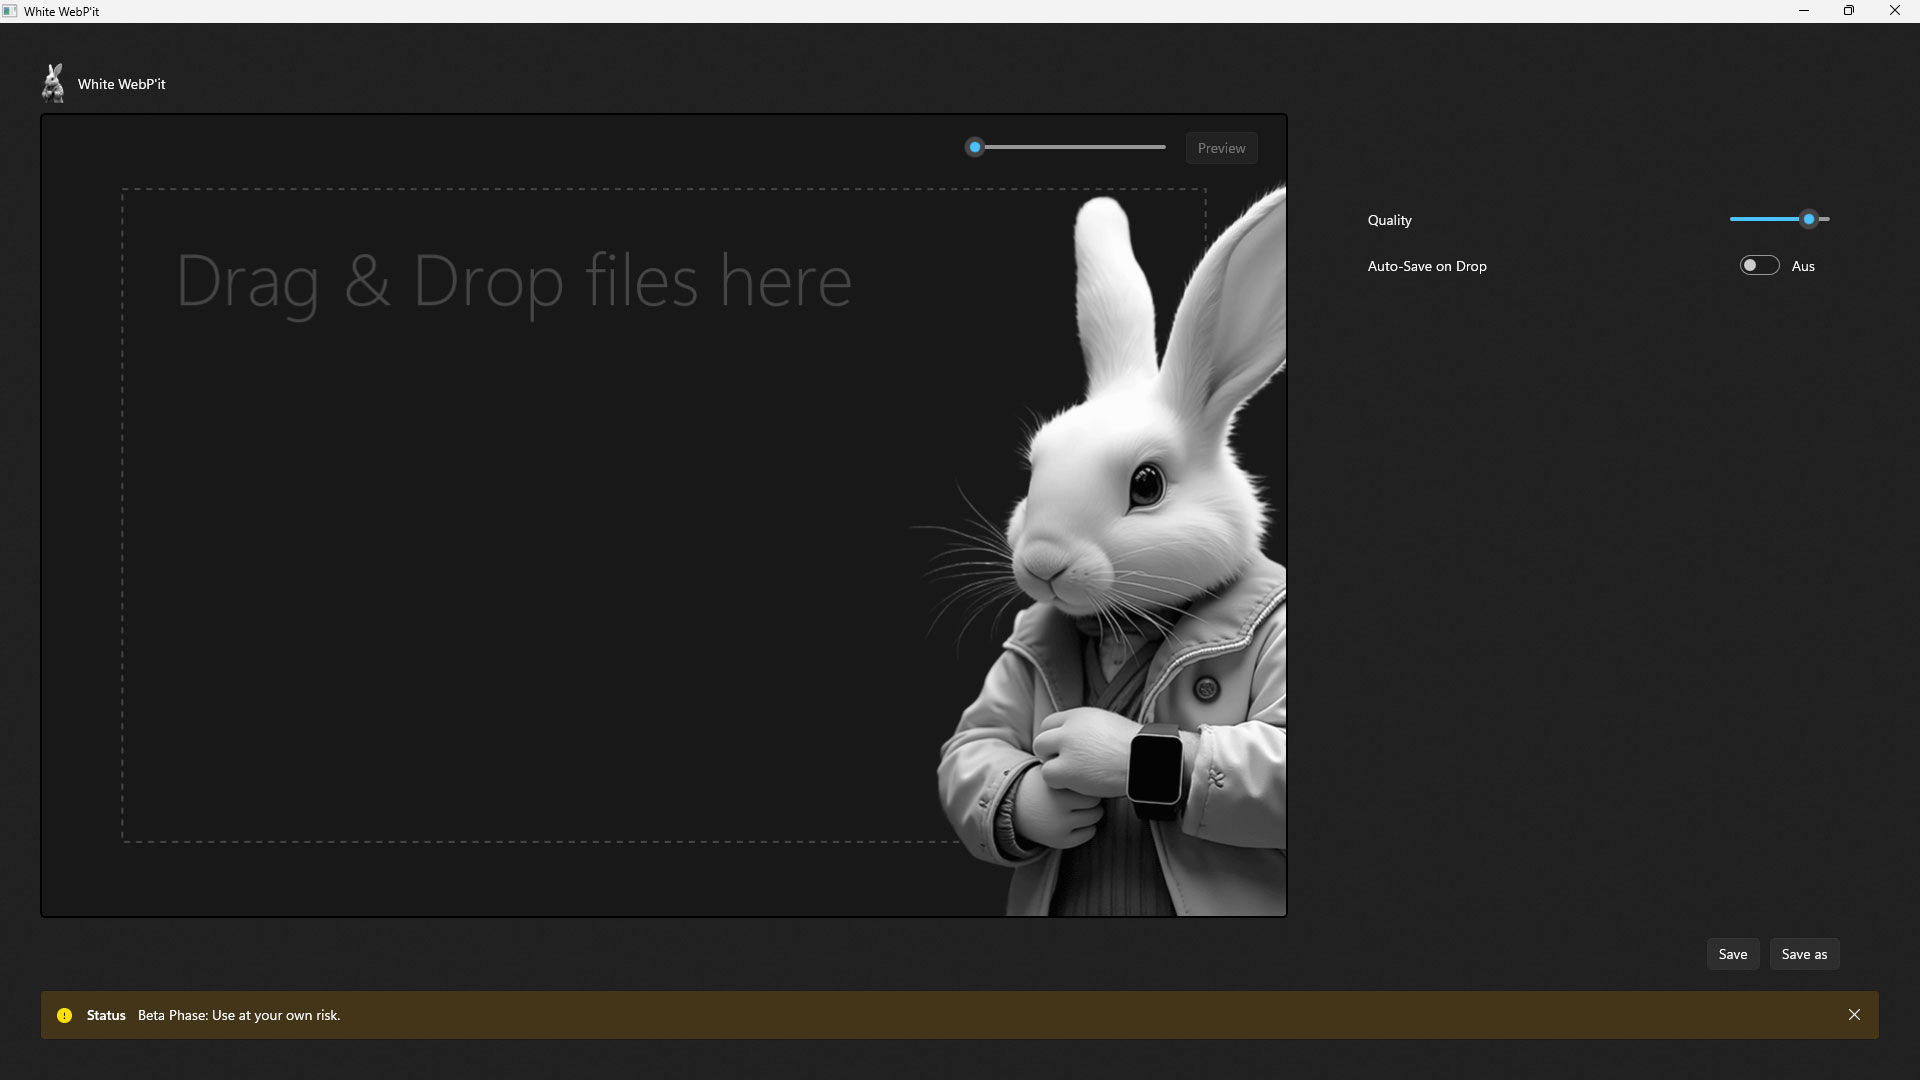 White WebP'it
White WebP'it
Preview
Drag & Drop files here
Quality
Auto-Save on Drop
Aus
Save
Save as
Status Beta Phase: Use at your own risk.